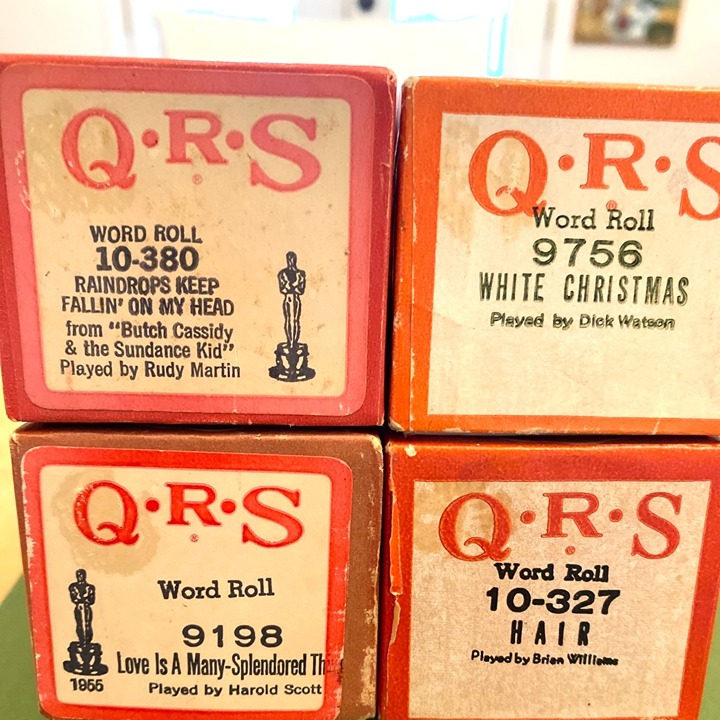 Q·R·S
®
WORD ROLL
10-380
RAINDROPS KEEP
FALLIN' ON MY HEAD
from "Butch Cassidy
& the Sundance Kid"
Played by Rudy Martin
Q·R·S
®
Word Roll
9756
WHITE CHRISTMAS
Played by Dick Watson
Q·R·S
®
Word Roll
9198
Love Is A Many-Splendored
1955
Played by Harold Scott
Q·R·S
®
Word Roll
10-327
HAIR
Played by Brian Williams